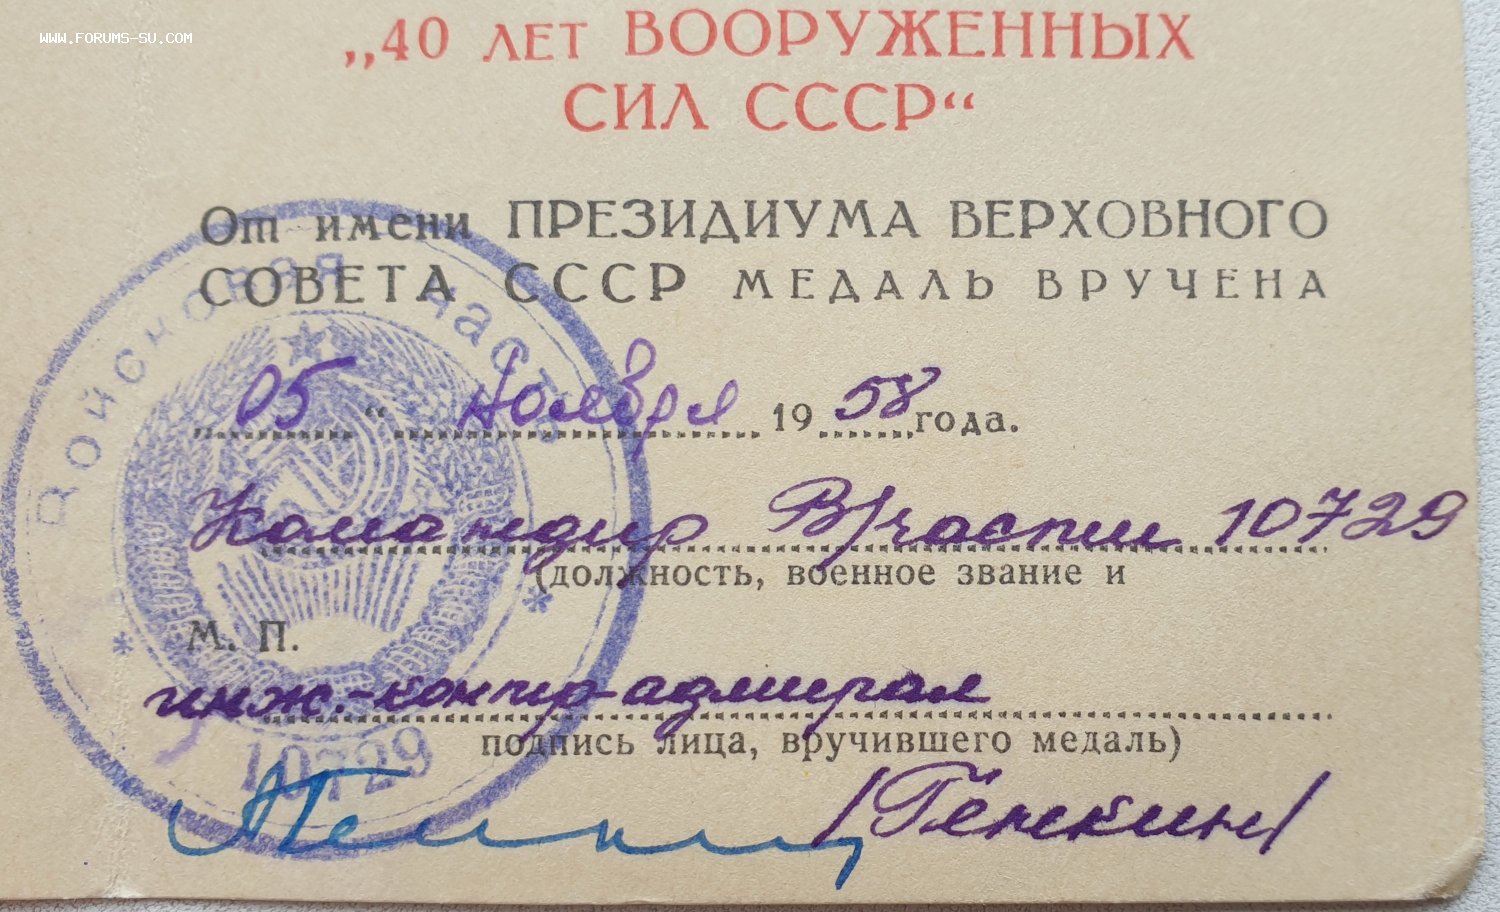 WWW.FORUMS-SU.COM
„40 ЛЕТ ВООРУЖЕННЫХ
СИЛ СССР“
От имени ПРЕЗИДИУМА ВЕРХОВНОГО
СОВЕТА СССР МЕДАЛЬ ВРУЧЕНА
„05“ Ноября 1958 года.
Командир В/части 10729
(должность, военное звание и
М. П.
инж.-контр-адмирал
подпись лица, вручившего медаль)
/Генкин/
Войсковая часть
10729